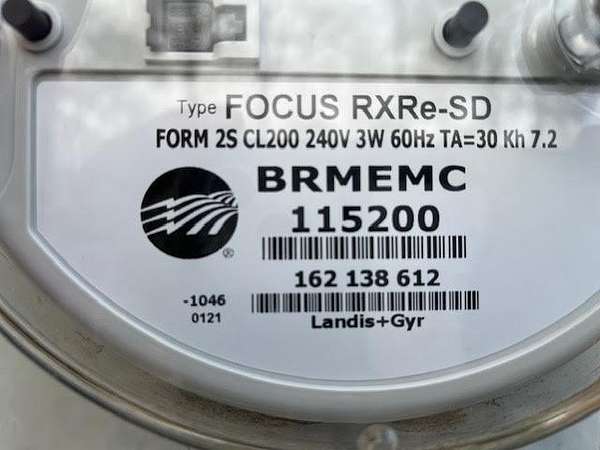 Type FOCUS RXRe-SD
FORM 2S CL200 240V 3W 60Hz TA=30 Kh 7.2
BRMEMC
115200
162 138 612
-1046
0121
Landis+Gyr
®